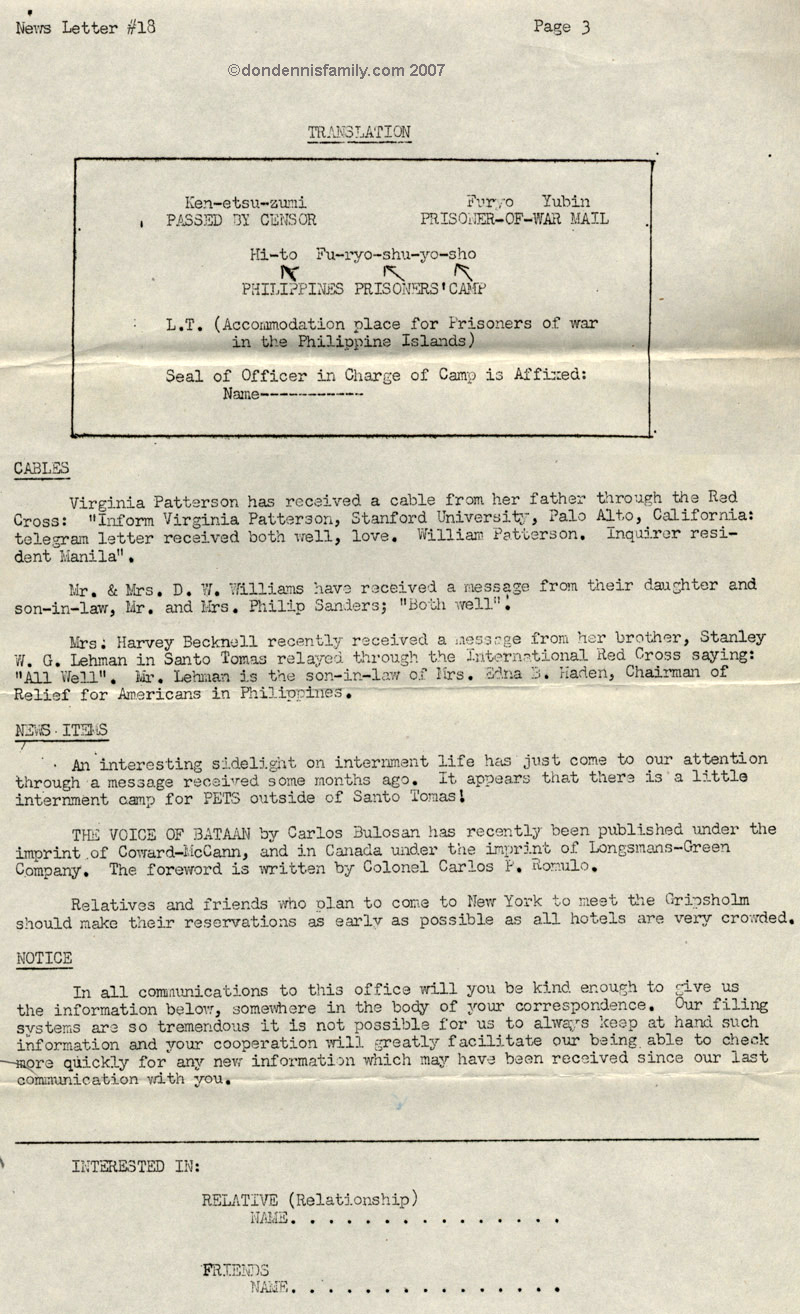 News Letter #18 Page 3
©dondennisfamily.com 2007
TRANSLATION
Ken-etsu-zumi Furyo Yubin
PASSED BY CENSOR PRISONER-OF-WAR MAIL
Hi-to Fu-ryo-shu-yo-sho
PHILIPPINES PRISONERS' CAMP
L.T. (Accommodation place for Prisoners of war
in the Philippine Islands)
Seal of Officer in Charge of Camp is Affixed:
Name-------------
CABLES
Virginia Patterson has received a cable from her father through the Red
Cross: "Inform Virginia Patterson, Stanford University, Palo Alto, California:
telegram letter received both well, love. William Patterson. Inquirer resi-
dent Manila".
Mr. & Mrs. D. W. Williams have received a message from their daughter and
son-in-law, Mr. and Mrs. Philip Sanders; "Both well".
Mrs. Harvey Becknell recently received a message from her brother, Stanley
W. G. Lehman in Santo Tomas relayed through the International Red Cross saying:
"All Well". Mr. Lehman is the son-in-law of Mrs. Edna B. Haden, Chairman of
Relief for Americans in Philippines.
NEWS ITEMS
An interesting sidelight on internment life has just come to our attention
through a message received some months ago. It appears that there is a little
internment camp for PETS outside of Santo Tomas!
THE VOICE OF BATAAN by Carlos Bulosan has recently been published under the
imprint of Coward-McCann, and in Canada under the imprint of Longsmans-Green
Company. The foreword is written by Colonel Carlos P. Romulo.
Relatives and friends who plan to come to New York to meet the Gripsholm
should make their reservations as early as possible as all hotels are very crowded.
NOTICE
In all communications to this office will you be kind enough to give us
the information below, somewhere in the body of your correspondence. Our filing
systems are so tremendous it is not possible for us to always keep at hand such
information and your cooperation will greatly facilitate our being able to check
more quickly for any new information which may have been received since our last
communication with you.
INTERESTED IN:
RELATIVE (Relationship)
NAME. . . . . . . . . . . . . . . .
FRIENDS
NAME. . . . . . . . . . . . . . . .